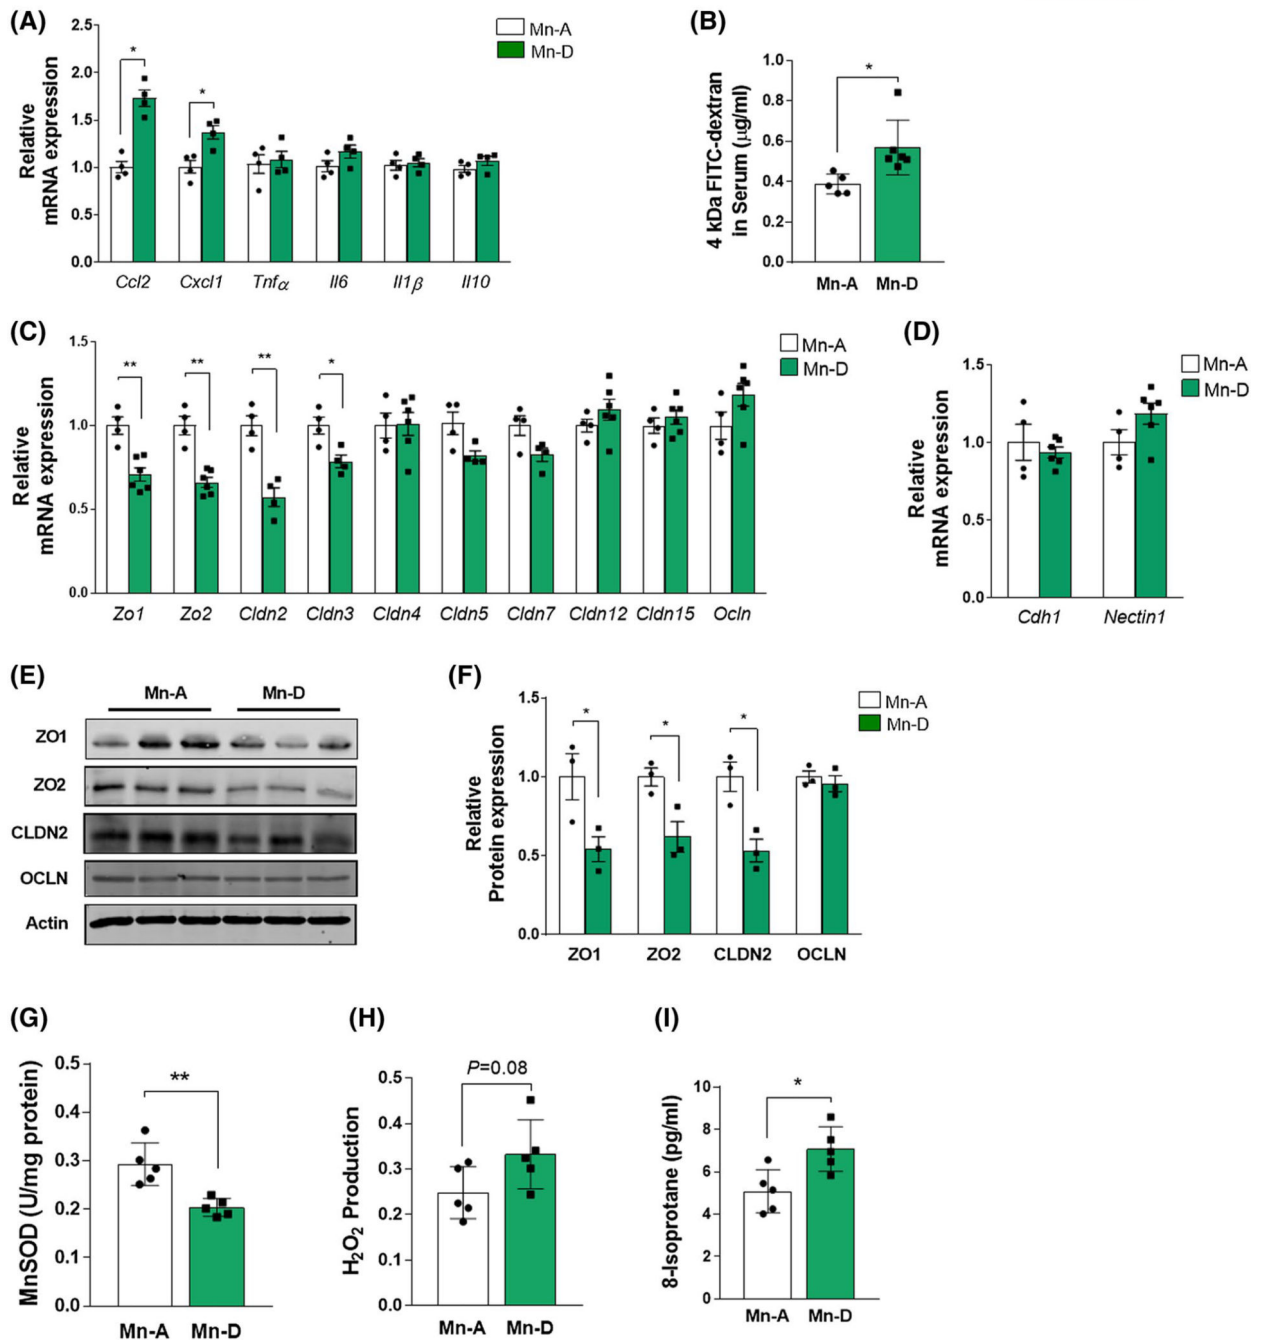 (A)
Relative
mRNA expression
2.5
2.0
1.5
1.0
0.5
0.0
*
*
Mn-A
Mn-D
Ccl2 Cxcl1 Tnfα Il6 Il1β Il10
(B)
4 kDa FITC-dextran
in Serum (μg/ml)
1.0
0.8
0.6
0.4
0.2
0.0
*
Mn-A Mn-D
(C)
Relative
mRNA expression
1.5
1.0
0.5
0.0
** ** ** *
Mn-A
Mn-D
Zo1 Zo2 Cldn2 Cldn3 Cldn4 Cldn5 Cldn7 Cldn12 Cldn15 Ocln
(D)
Relative
mRNA expression
1.5
1.0
0.5
0.0
Mn-A
Mn-D
Cdh1 Nectin1
(E)
Mn-A Mn-D
ZO1
ZO2
CLDN2
OCLN
Actin
(F)
Relative
Protein expression
1.5
1.0
0.5
0.0
* * *
Mn-A
Mn-D
ZO1 ZO2 CLDN2 OCLN
(G)
MnSOD (U/mg protein)
0.5
0.4
0.3
0.2
0.1
0.0
**
Mn-A Mn-D
(H)
H2O2 Production
0.5
0.4
0.3
0.2
0.1
0.0
P=0.08
Mn-A Mn-D
(I)
8-Isoprotane (pg/ml)
10
8
6
4
2
0
*
Mn-A Mn-D